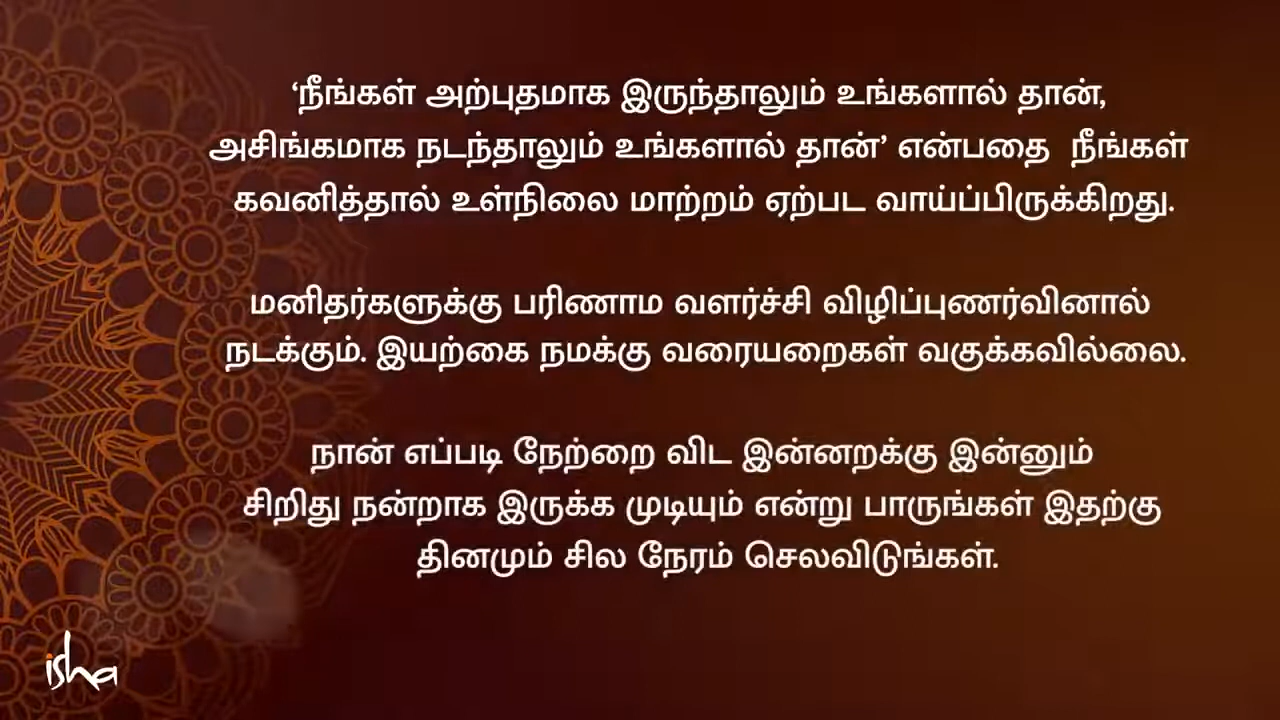 ‘நீங்கள் அற்புதமாக இருந்தாலும் உங்களால் தான்,
அசிங்கமாக நடந்தாலும் உங்களால் தான்’ என்பதை நீங்கள்
கவனித்தால் உள்நிலை மாற்றம் ஏற்பட வாய்ப்பிருக்கிறது.
மனிதர்களுக்கு பரிணாம வளர்ச்சி விழிப்புணர்வினால்
நடக்கும். இயற்கை நமக்கு வரையறைகள் வகுக்கவில்லை.
நான் எப்படி நேற்றை விட இன்னறக்கு இன்னும்
சிறிது நன்றாக இருக்க முடியும் என்று பாருங்கள் இதற்கு
தினமும் சில நேரம் செலவிடுங்கள்.
isha